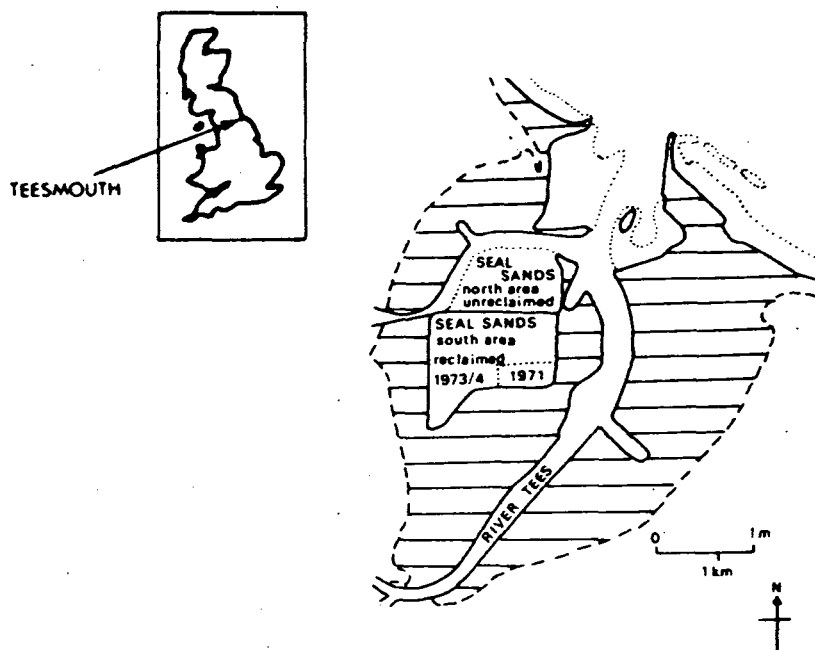 TEESMOUTH
SEAL
SANDS
north area
unreclaimed
SEAL SANDS
south area
reclaimed
1973/4
1971
RIVER TEES
0
1m
1km
N